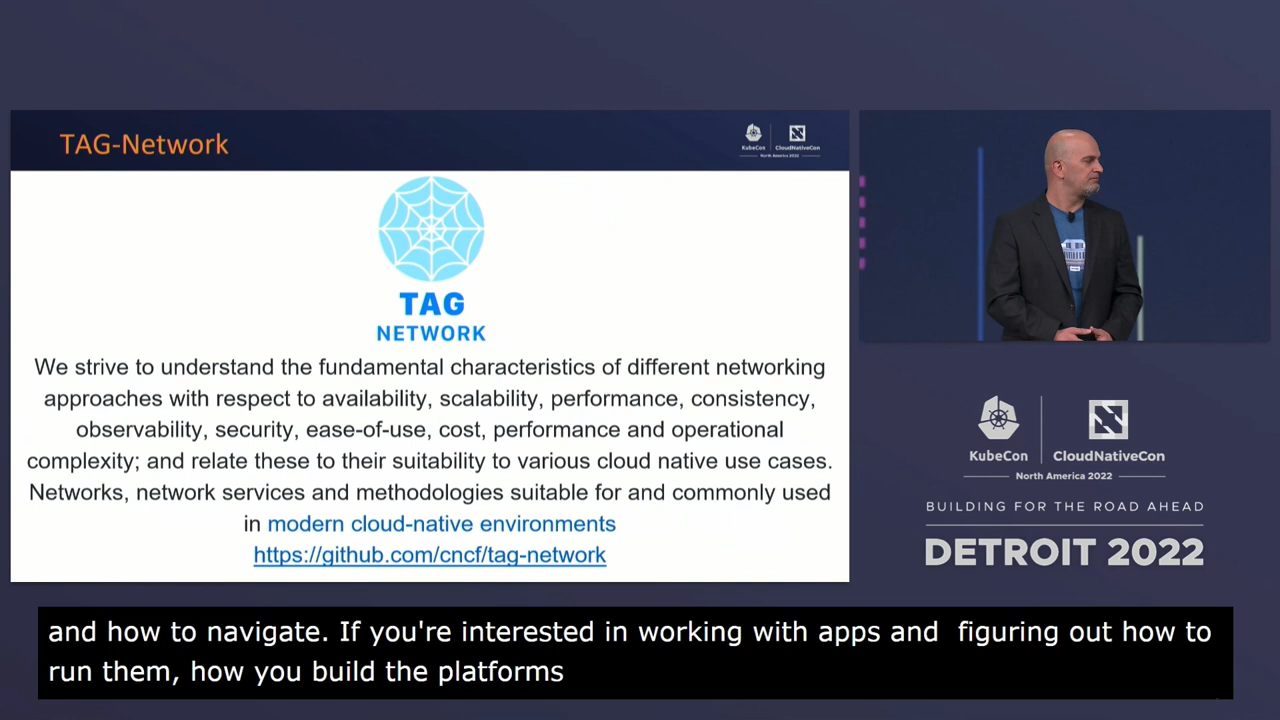 TAG-Network
KubeCon
CloudNativeCon
North America 2022
TAG
NETWORK
We strive to understand the fundamental characteristics of different networking
approaches with respect to availability, scalability, performance, consistency,
observability, security, ease-of-use, cost, performance and operational
complexity; and relate these to their suitability to various cloud native use cases.
Networks, network services and methodologies suitable for and commonly used
in modern cloud-native environments
https://github.com/cncf/tag-network
KubeCon
CloudNativeCon
North America 2022
BUILDING FOR THE ROAD AHEAD
DETROIT 2022
and how to navigate. If you're interested in working with apps and  figuring out how to
run them, how you build the platforms